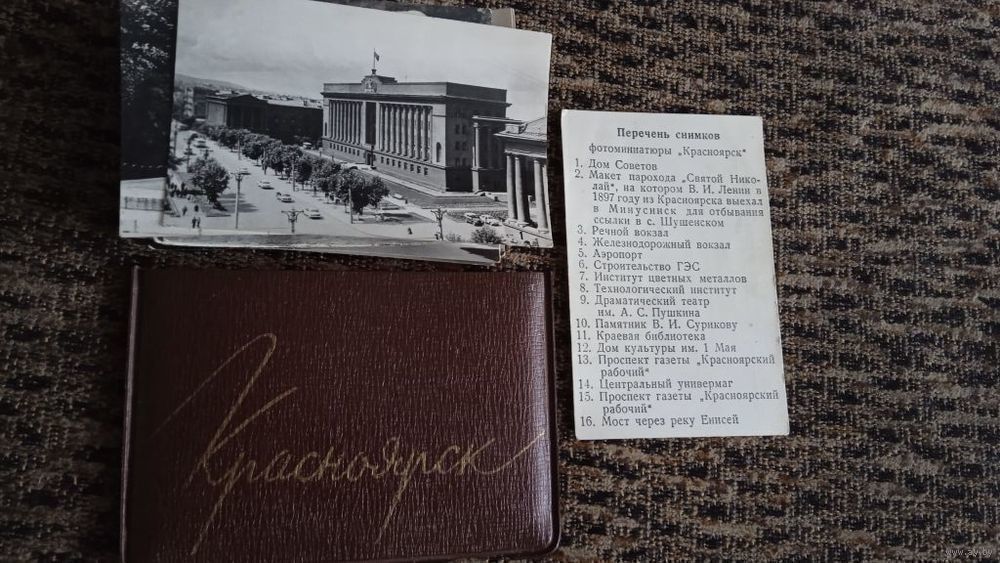 Перечень снимков
фотоминиатюры „Красноярск"
1. Дом Советов
2. Макет парохода „Святой Нико-
лай", на котором В. И. Ленин в
1897 году из Красноярска выехал
в Минусинск для отбывания
ссылки в с. Шушенском
3. Речной вокзал
4. Железнодорожный вокзал
5. Аэропорт
6. Строительство ГЭС
7. Институт цветных металлов
8. Технологический институт
9. Драматический театр
им. А. С. Пушкина
10. Памятник В. И. Сурикову
11. Краевая библиотека
12. Дом культуры им. 1 Мая
13. Проспект газеты „Красноярский
рабочий"
14. Центральный универмаг
15. Проспект газеты „Красноярский
рабочий"
16. Мост через реку Енисей
Красноярск
www.ay.by